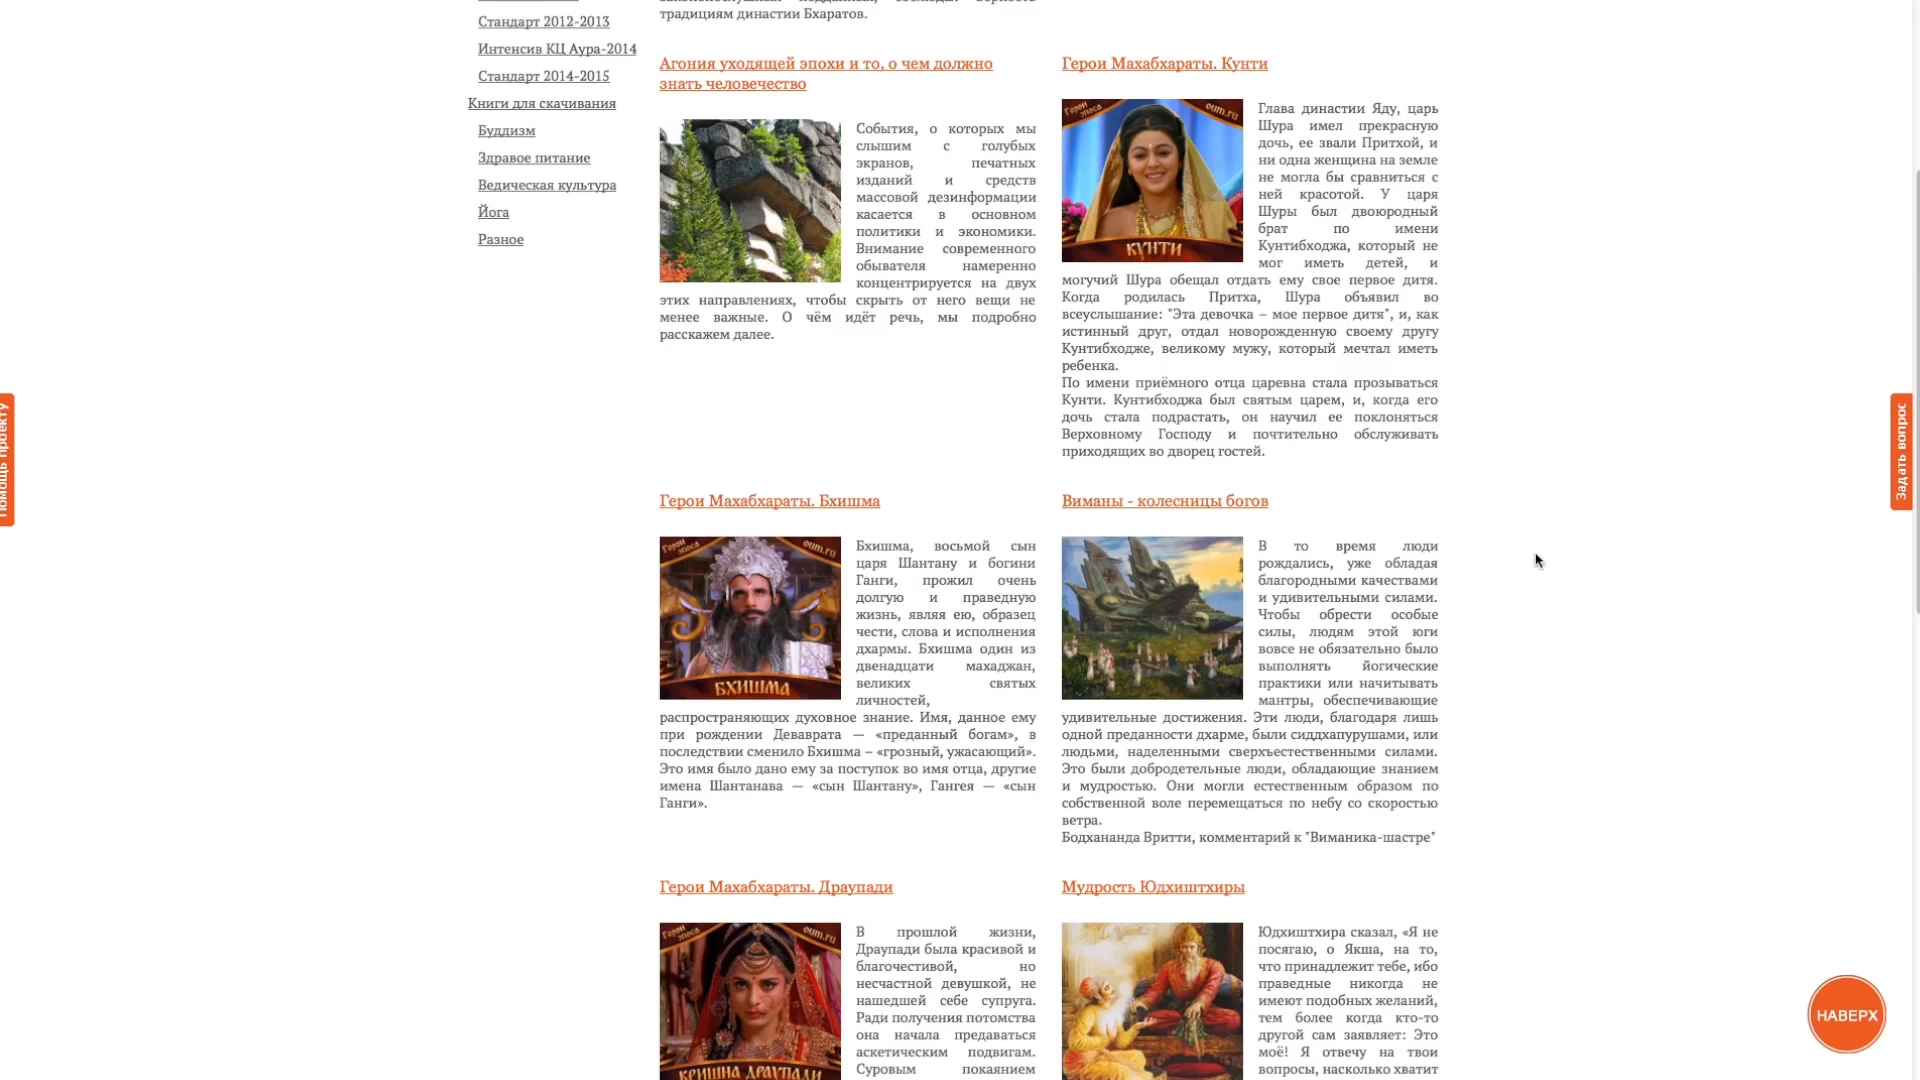 традициям династии Бхаратов.
Стандарт 2012-2013
Интенсив КЦ Аура-2014
Стандарт 2014-2015
Книги для скачивания
Буддизм
Здравое питание
Ведическая культура
Йога
Разное
Помощь проекту
Агония уходящей эпохи и то, о чем должно
знать человечество
События, о которых мы
слышим с голубых
экранов, печатных
изданий и средств
массовой дезинформации
касается в основном
политики и экономики.
Внимание современного
обывателя намеренно
концентрируется на двух
этих направлениях, чтобы скрыть от него вещи не
менее важные. О чём идёт речь, мы подробно
расскажем далее.
Герои Махабхараты. Кунти
Герои эпоса
oum.ru
КУНТИ
Глава династии Яду, царь
Шура имел прекрасную
дочь, ее звали Притхой, и
ни одна женщина на земле
не могла бы сравниться с
ней красотой. У царя
Шуры был двоюродный
брат по имени
Кунтибходжа, который не
мог иметь детей, и
могучий Шура обещал отдать ему свое первое дитя.
Когда родилась Притха, Шура объявил во
всеуслышание: "Эта девочка – мое первое дитя", и, как
истинный друг, отдал новорожденную своему другу
Кунтибходже, великому мужу, который мечтал иметь
ребенка.
По имени приёмного отца царевна стала прозываться
Кунти. Кунтибходжа был святым царем, и, когда его
дочь стала подрастать, он научил ее поклоняться
Верховному Господу и почтительно обслуживать
приходящих во дворец гостей.
Задать вопрос
Герои Махабхараты. Бхишма
Герои эпоса
oum.ru
БХИШМА
Бхишма, восьмой сын
царя Шантану и богини
Ганги, прожил очень
долгую и праведную
жизнь, являя ею, образец
чести, слова и исполнения
дхармы. Бхишма один из
двенадцати махаджан,
великих святых
личностей,
распространяющих духовное знание. Имя, данное ему
при рождении Деваврата — «преданный богам», в
последствии сменило Бхишма – «грозный, ужасающий».
Это имя было дано ему за поступок во имя отца, другие
имена Шантанава — «сын Шантану», Гангея — «сын
Ганги».
Виманы - колесницы богов
В то время люди
рождались, уже обладая
благородными качествами
и удивительными силами.
Чтобы обрести особые
силы, людям этой юги
вовсе не обязательно было
выполнять йогические
практики или начитывать
мантры, обеспечивающие
удивительные достижения. Эти люди, благодаря лишь
одной преданности дхарме, были сиддхапурушами, или
людьми, наделенными сверхъестественными силами.
Это были добродетельные люди, обладающие знанием
и мудростью. Они могли естественным образом по
собственной воле перемещаться по небу со скоростью
ветра.
Бодхананда Вритти, комментарий к "Виманика-шастре"
Герои Махабхараты. Драупади
Герои эпоса
oum.ru
КРИШНА ДРАУПАДИ
В прошлой жизни,
Драупади была красивой и
благочестивой, но
несчастной девушкой, не
нашедшей себе супруга.
Ради получения потомства
она начала предаваться
аскетическим подвигам.
Суровым покаянием
Мудрость Юдхиштхиры
Юдхиштхира сказал, «Я не
посягаю, о Якша, на то,
что принадлежит тебе, ибо
праведные никогда не
имеют подобных желаний,
тем более когда кто-то
другой сам заявляет: Это
моё! Я отвечу на твои
вопросы, насколько хватит
НАВЕРХ